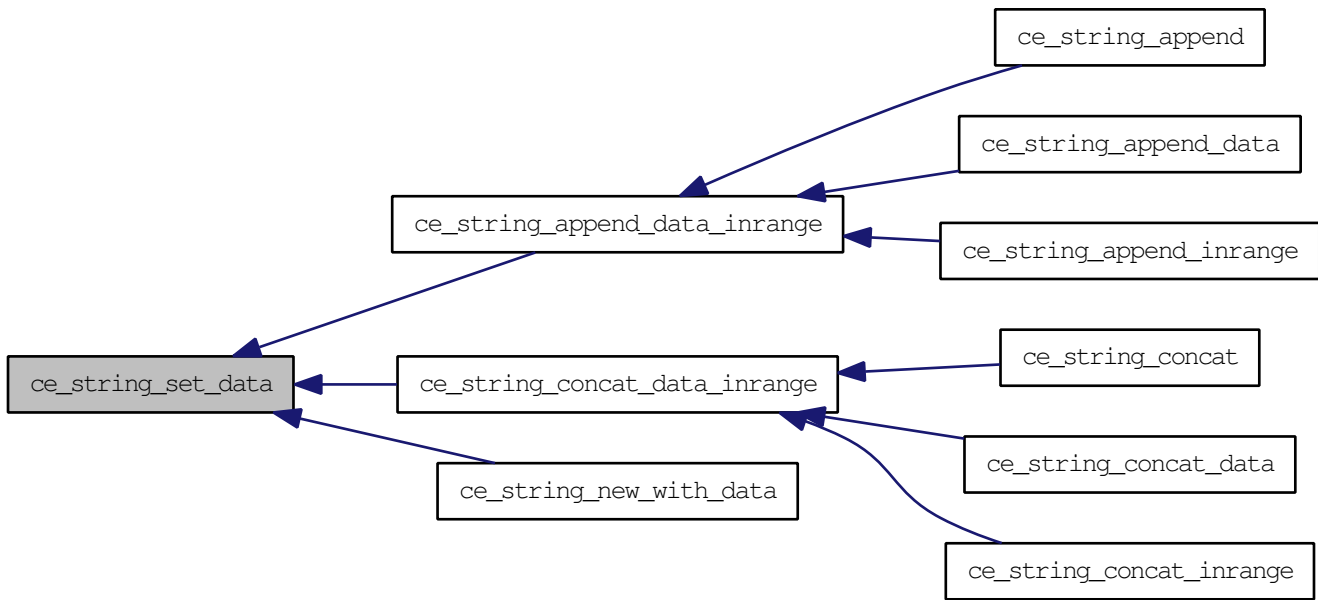 ce_string_append
ce_string_append_data
ce_string_append_data_inrange
ce_string_append_inrange
ce_string_concat
ce_string_set_data
ce_string_concat_data_inrange
ce_string_concat_data
ce_string_new_with_data
ce_string_concat_inrange